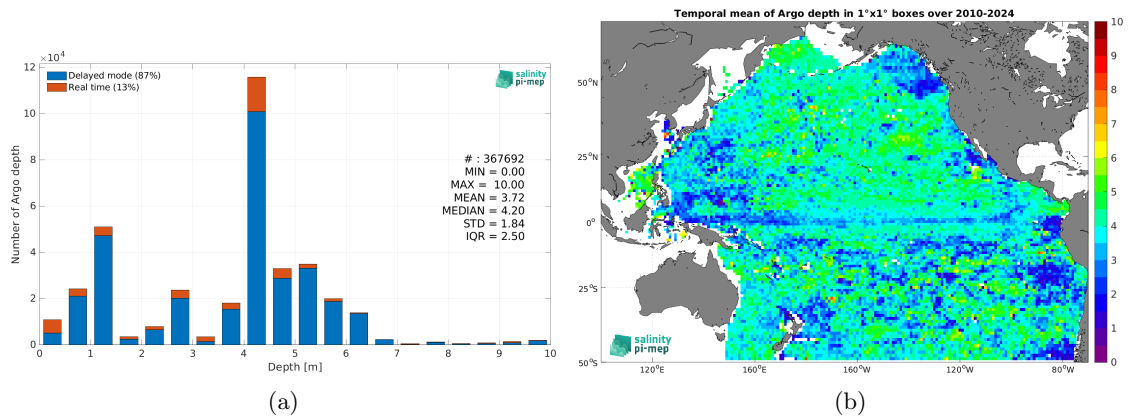 ×10⁴
12
10
8
6
4
2
0
Number of Argo depth
Delayed mode (87%)
Real time (13%)
salinity
pi-mep
# : 367692
MIN = 0.00
MAX = 10.00
MEAN = 3.72
MEDIAN = 4.20
STD = 1.84
IQR = 2.50
0 1 2 3 4 5 6 7 8 9 10
Depth [m]
(a)
Temporal mean of Argo depth in 1°x1° boxes over 2010-2024
50°N
25°N
0°
25°S
50°S
120°W
160°E
160°W
120°W
80°W
salinity
pi-mep
10
9
8
7
6
5
4
3
2
1
0
(b)